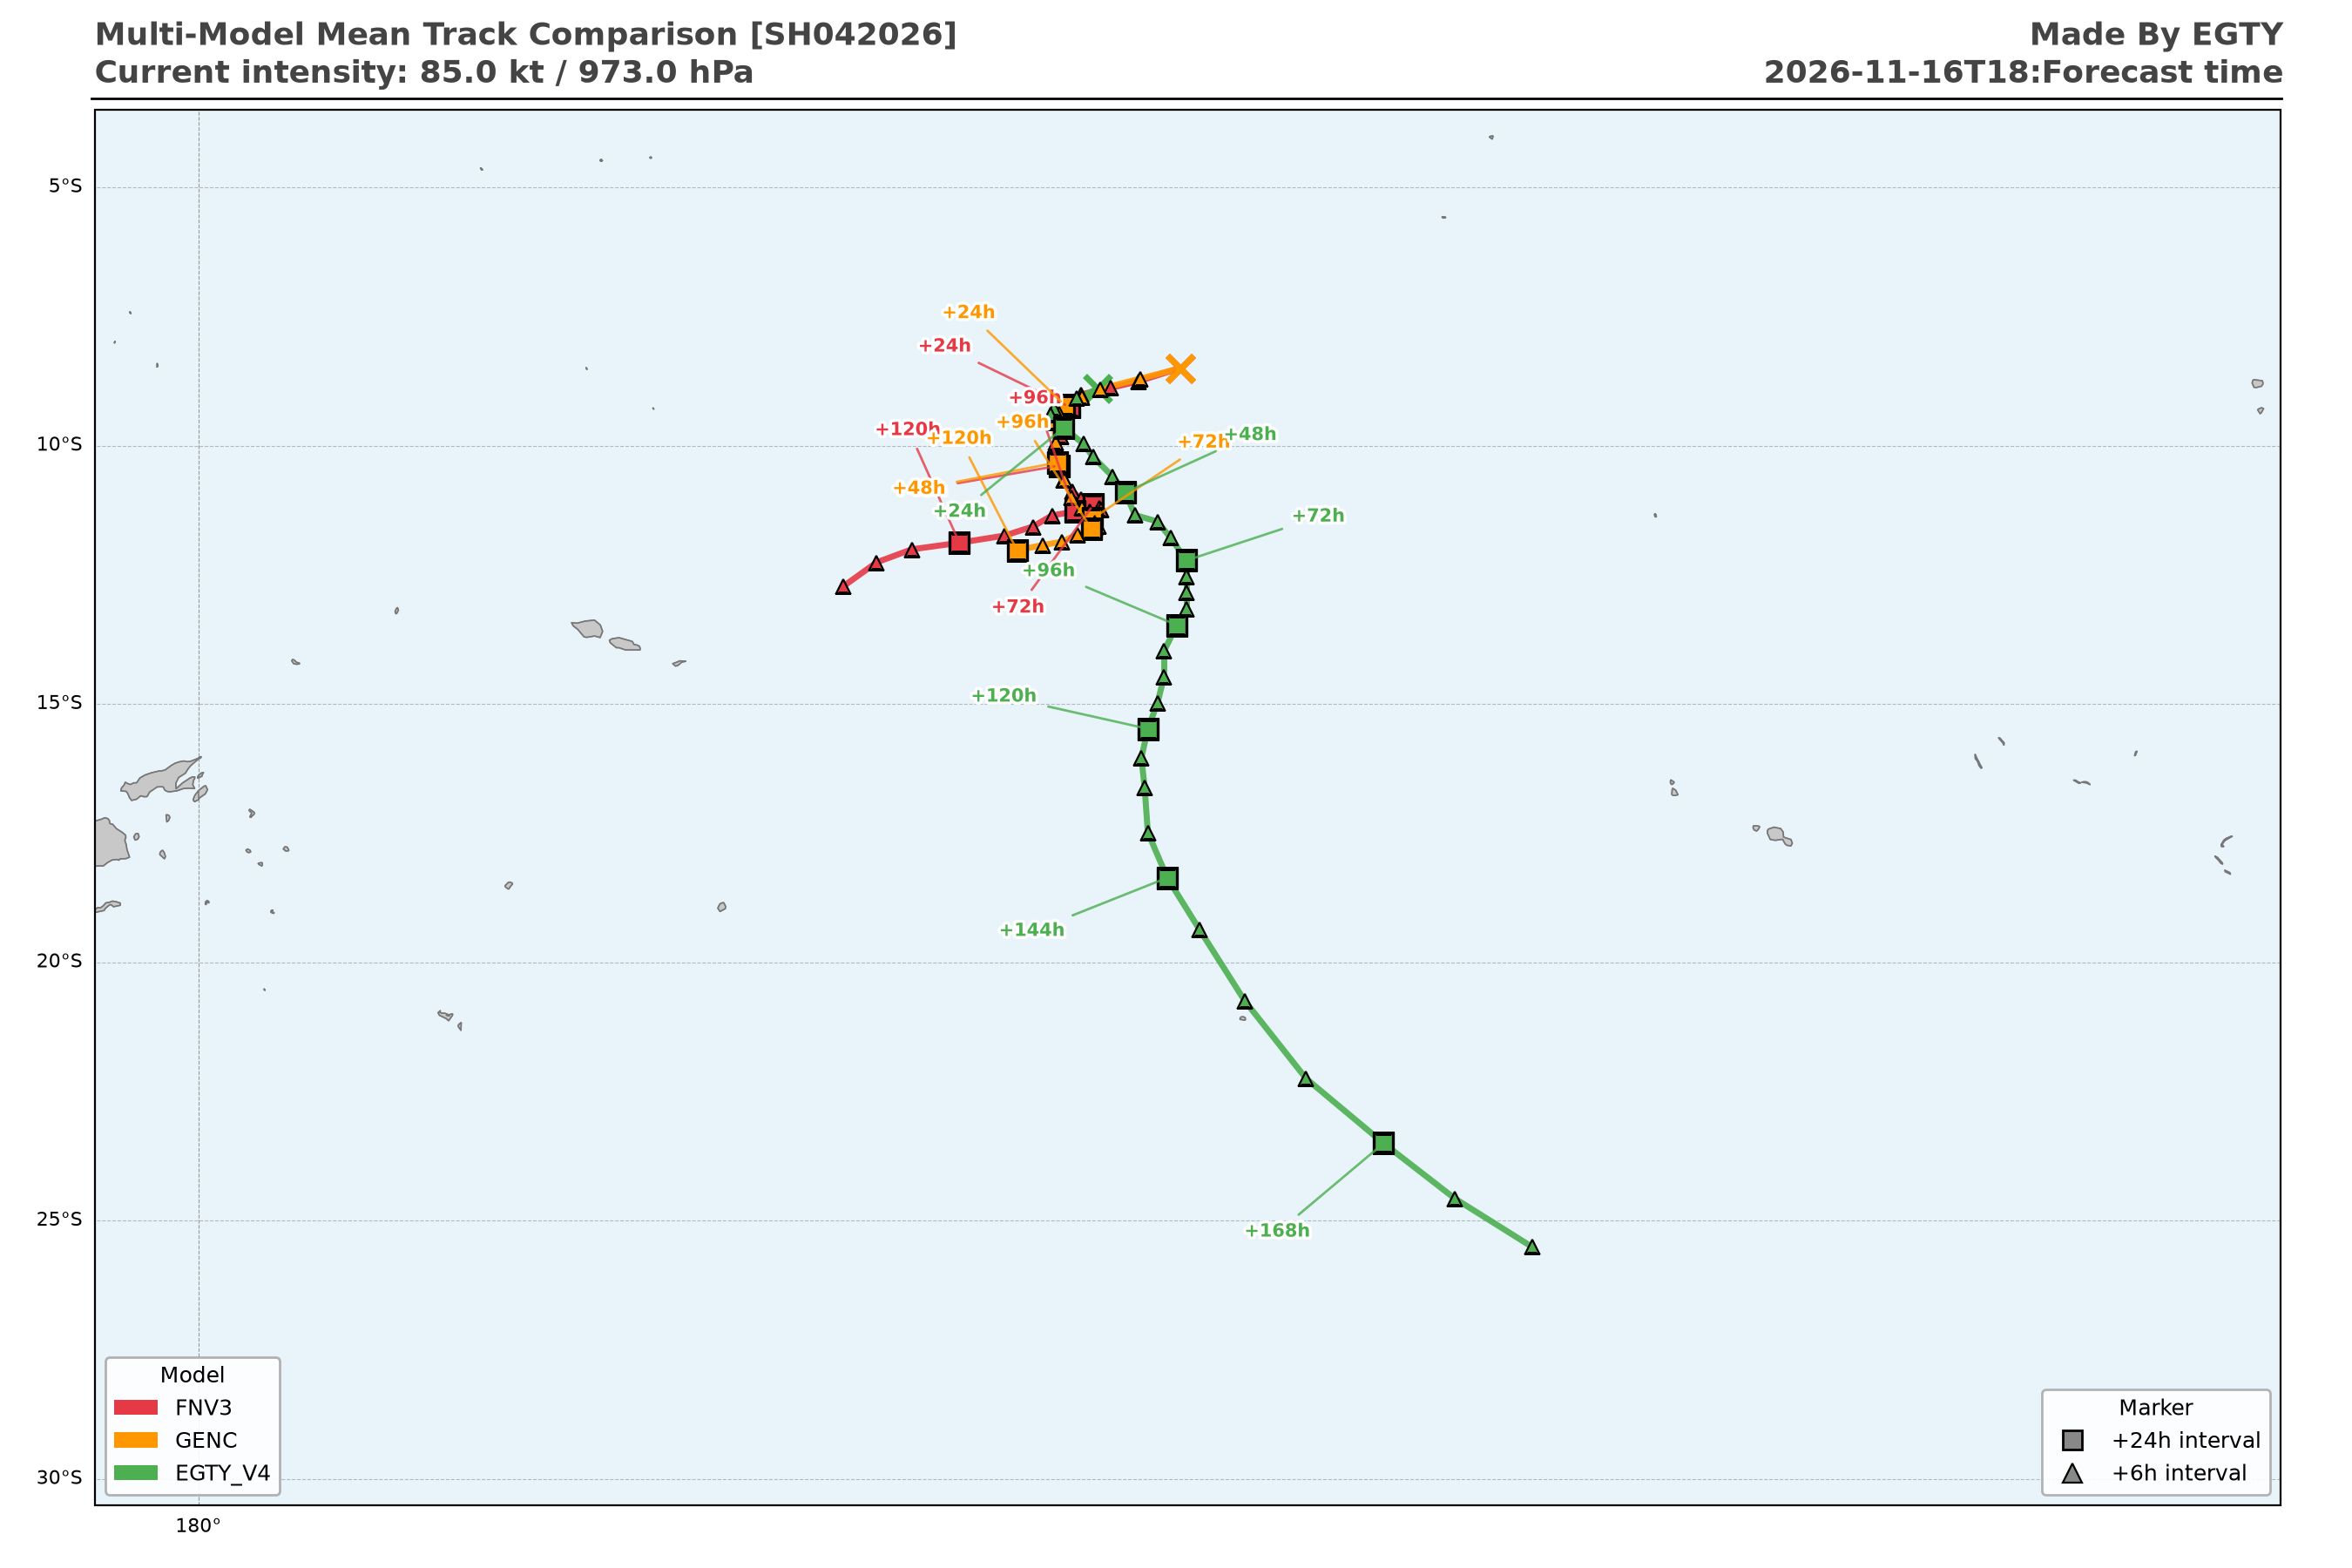 Multi-Model Mean Track Comparison [SH042026]
Current intensity: 85.0 kt / 973.0 hPa
Made By EGTY
2026-11-16T18:Forecast time
5°S
10°S
15°S
20°S
25°S
30°S
180°
+24h
+24h
+96h
+96h
+120h
+120h
+72h
+48h
+48h
+24h
+72h
+96h
+72h
+120h
+144h
+168h
Model
FNV3
GENC
EGTY_V4
Marker
+24h interval
+6h interval